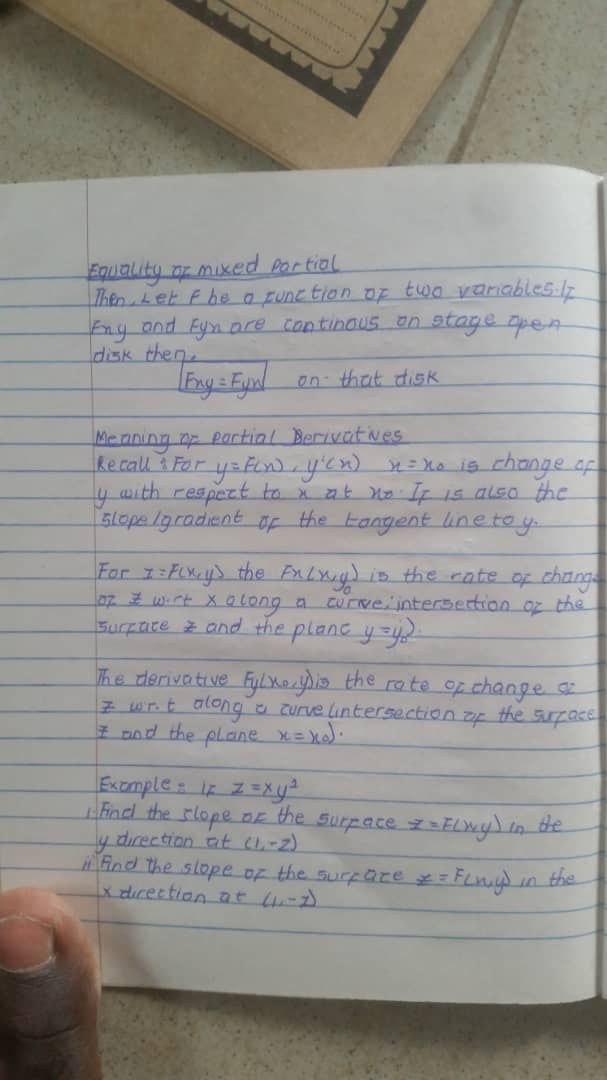 Equality of mixed Partial
Then, Let F be a function of two variables. If
Fxy and Fyx are continous on stage open
disk then.
Fxy = Fyx on that disk
Meaning of Partial Derivatives
Recall : For y = F(x), y'(x) x = x₀ is change of
y with respect to x at x₀. It is also the
slope/gradient of the tangent line to y.
For z = F(x,y) the Fx(x,y₀) is the rate of change
of z w.r.t x along a curve(intersection of the
surface z and the plane y = y₀).
The derivative Fy(x₀,y) is the rate of change of
z w.r.t along a curve (intersection of the surface
z and the plane x = x₀).
Example : If z = xy²
i. Find the slope of the surface z = F(x,y) in the
y direction at (1,-2)
ii Find the slope of the surface z = F(x,y) in the
x direction at (1,-2)